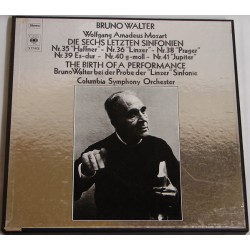 BRUNO WALTER
Wolfgang Amadeus Mozart
DIE SECHS LETZTEN SINFONIEN
Nr. 35 "Haffner" - Nr. 36 "Linzer" - Nr. 38 "Prager"
Nr. 39 Es-dur - Nr. 40 g-moll - Nr. 41 "Jupiter"
THE BIRTH OF A PERFORMANCE
Bruno Walter bei der Probe der "Linzer" Sinfonie
Columbia Symphony Orchester
Stereo
CBS